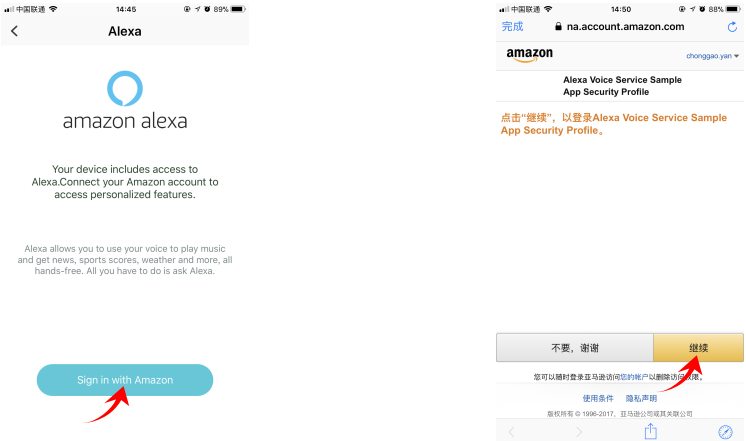 中国联通
14:45
89%
Alexa
amazon alexa
Your device includes access to
Alexa.Connect your Amazon account to
access personalized features.
Alexa allows you to use your voice to play music
and get news, sports scores, weather and more, all
hands-free. All you have to do is ask Alexa.
Sign in with Amazon
中国联通
14:50
88%
完成
na.account.amazon.com
amazon
chonggao.yan
Alexa Voice Service Sample
App Security Profile
点击“继续”，以登录Alexa Voice Service Sample
App Security Profile。
不要，谢谢
继续
您可以随时登录亚马逊访问您的帐户以删除访问权限。
使用条件 隐私声明
版权所有 © 1996-2017，亚马逊公司或其关联公司